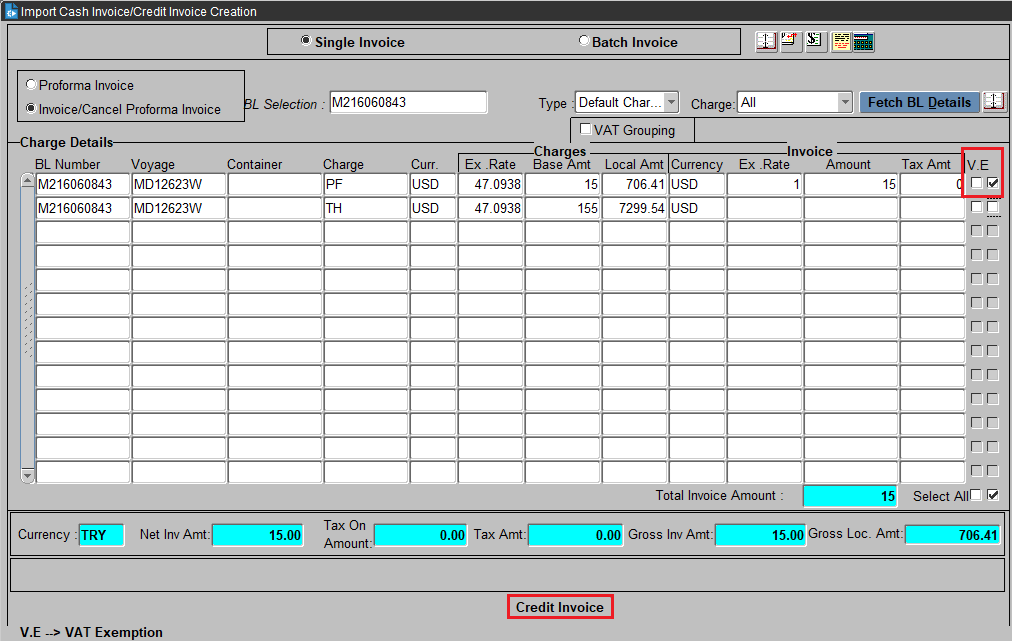 Import Cash Invoice/Credit Invoice Creation
Single Invoice Batch Invoice
Proforma Invoice
Invoice/Cancel Proforma Invoice
BL Selection : M216060843 Type : Default Char... Charge: All Fetch BL Details
VAT Grouping
Charge Details
Charges Invoice
BL Number Voyage Container Charge Curr. Ex .Rate Base Amt Local Amt Currency Ex .Rate Amount Tax Amt V.E
M216060843 MD12623W PF USD 47.0938 15 706.41 USD 1 15 0
M216060843 MD12623W TH USD 47.0938 155 7299.54 USD
Total Invoice Amount : 15 Select All
Currency : TRY Net Inv Amt: 15.00 Tax On Amount: 0.00 Tax Amt: 0.00 Gross Inv Amt: 15.00 Gross Loc. Amt: 706.41
Credit Invoice
V.E --> VAT Exemption